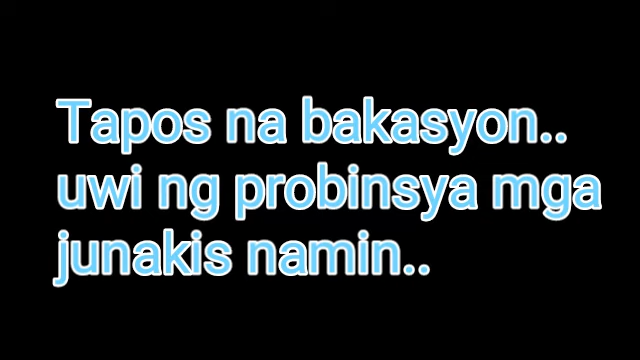 Tapos na bakasyon..
uwi ng probinsya mga
junakis namin..